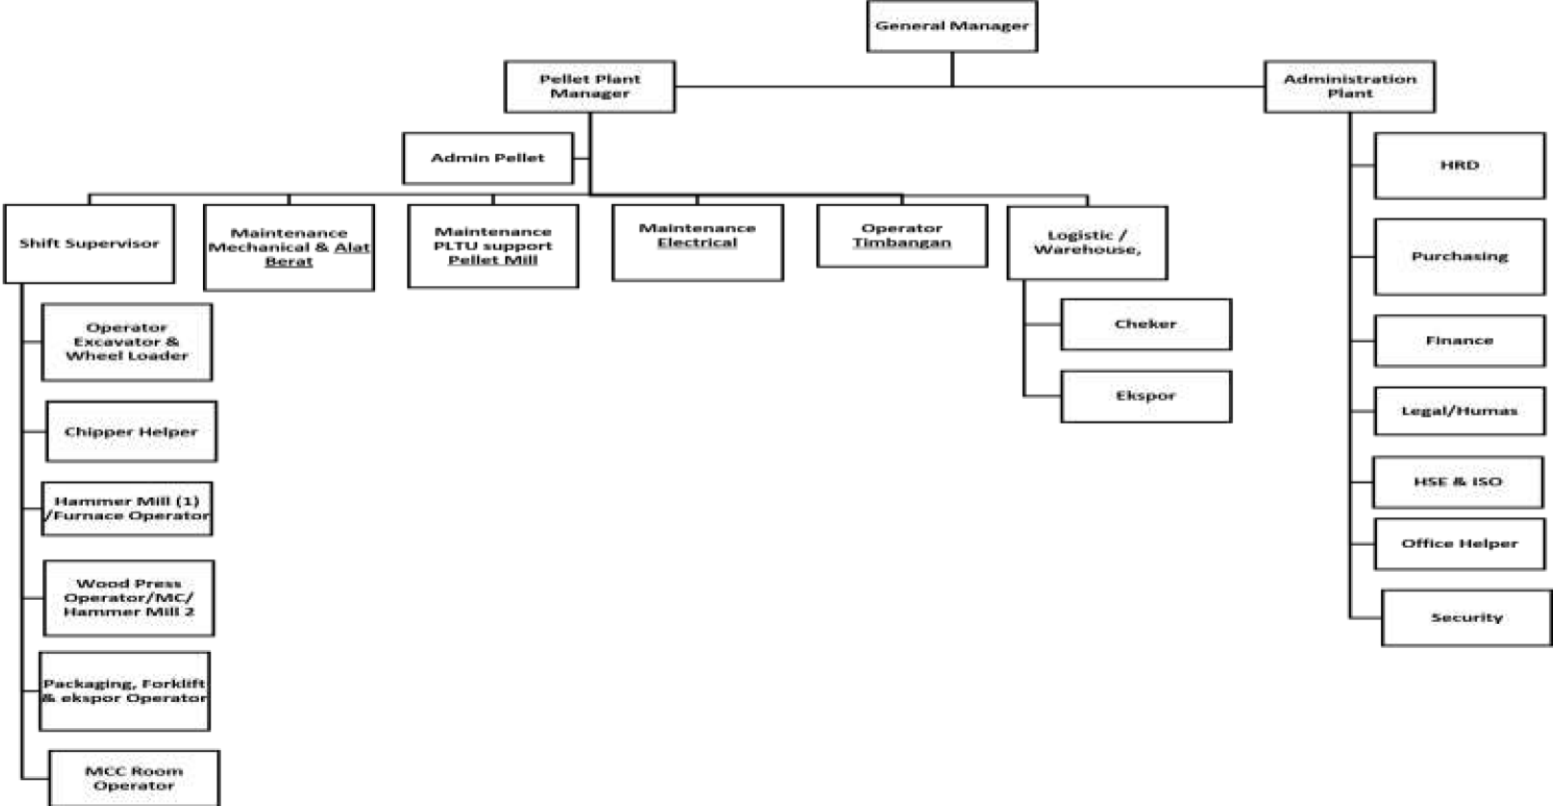 General Manager
Pellet Plant
Manager
Administration
Plant
Admin Pellet
HRD
Shift Supervisor
Maintenance
Mechanical & Alat
Berat
Maintenance
PLTU support
Pellet Mill
Maintenance
Electrical
Operator
Timbangan
Logistic /
Warehouse,
Purchasing
Operator
Excavator &
Wheel Loader
Cheker
Finance
Ekspor
Chipper Helper
Legal/Humas
Hammer Mill (1)
/Furnace Operator
HSE & ISO
Office Helper
Wood Press
Operator/MC/
Hammer Mill 2
Security
Packaging, Forklift
& ekspor Operator
MCC Room
Operator